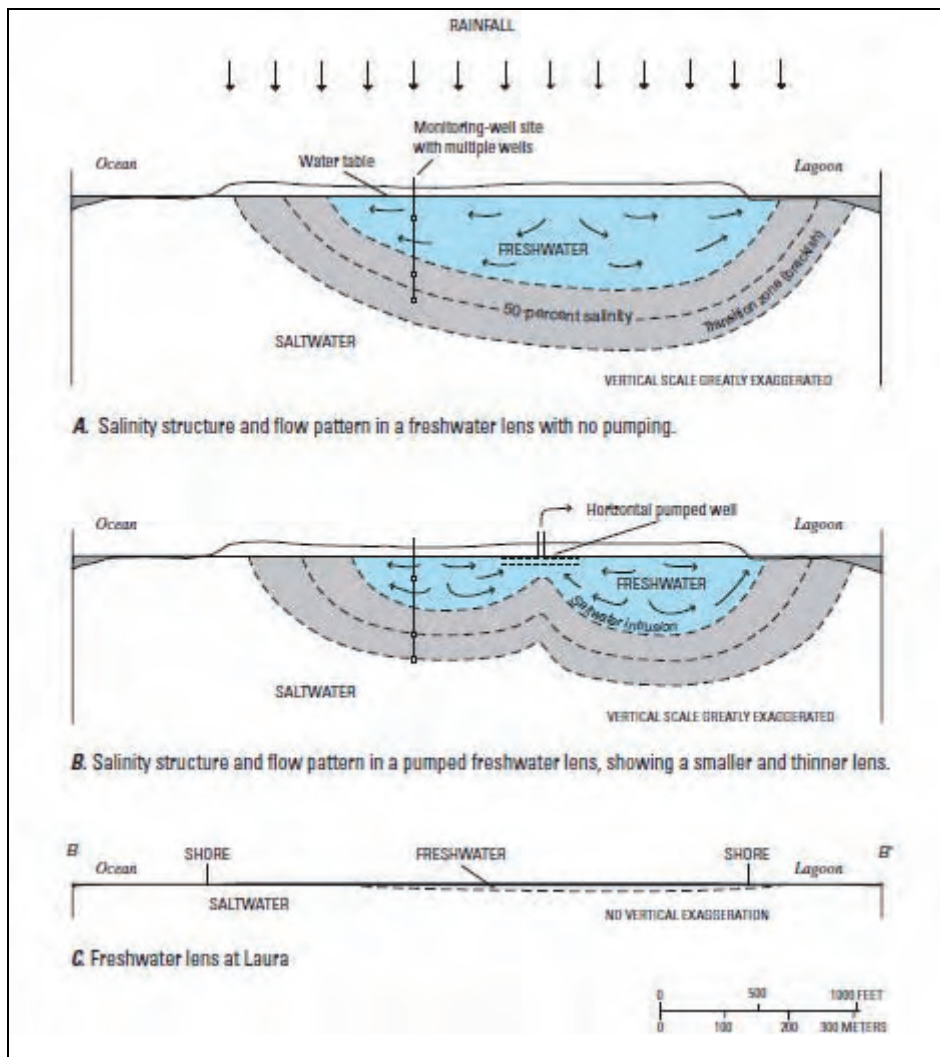 RAINFALL
Monitoring-well site
with multiple wells
Ocean
Water table
Lagoon
FRESHWATER
50-percent salinity
Transition zone (brackish)
SALTWATER
VERTICAL SCALE GREATLY EXAGGERATED
A. Salinity structure and flow pattern in a freshwater lens with no pumping.
Ocean
Horizontal pumped well
Lagoon
FRESHWATER
Saltwater intrusion
SALTWATER
VERTICAL SCALE GREATLY EXAGGERATED
B. Salinity structure and flow pattern in a pumped freshwater lens, showing a smaller and thinner lens.
Ocean
SHORE
FRESHWATER
SHORE
Lagoon
SALTWATER
NO VERTICAL EXAGGERATION
C. Freshwater lens at Laura
0 500 1000 FEET
0 100 200 300 METERS